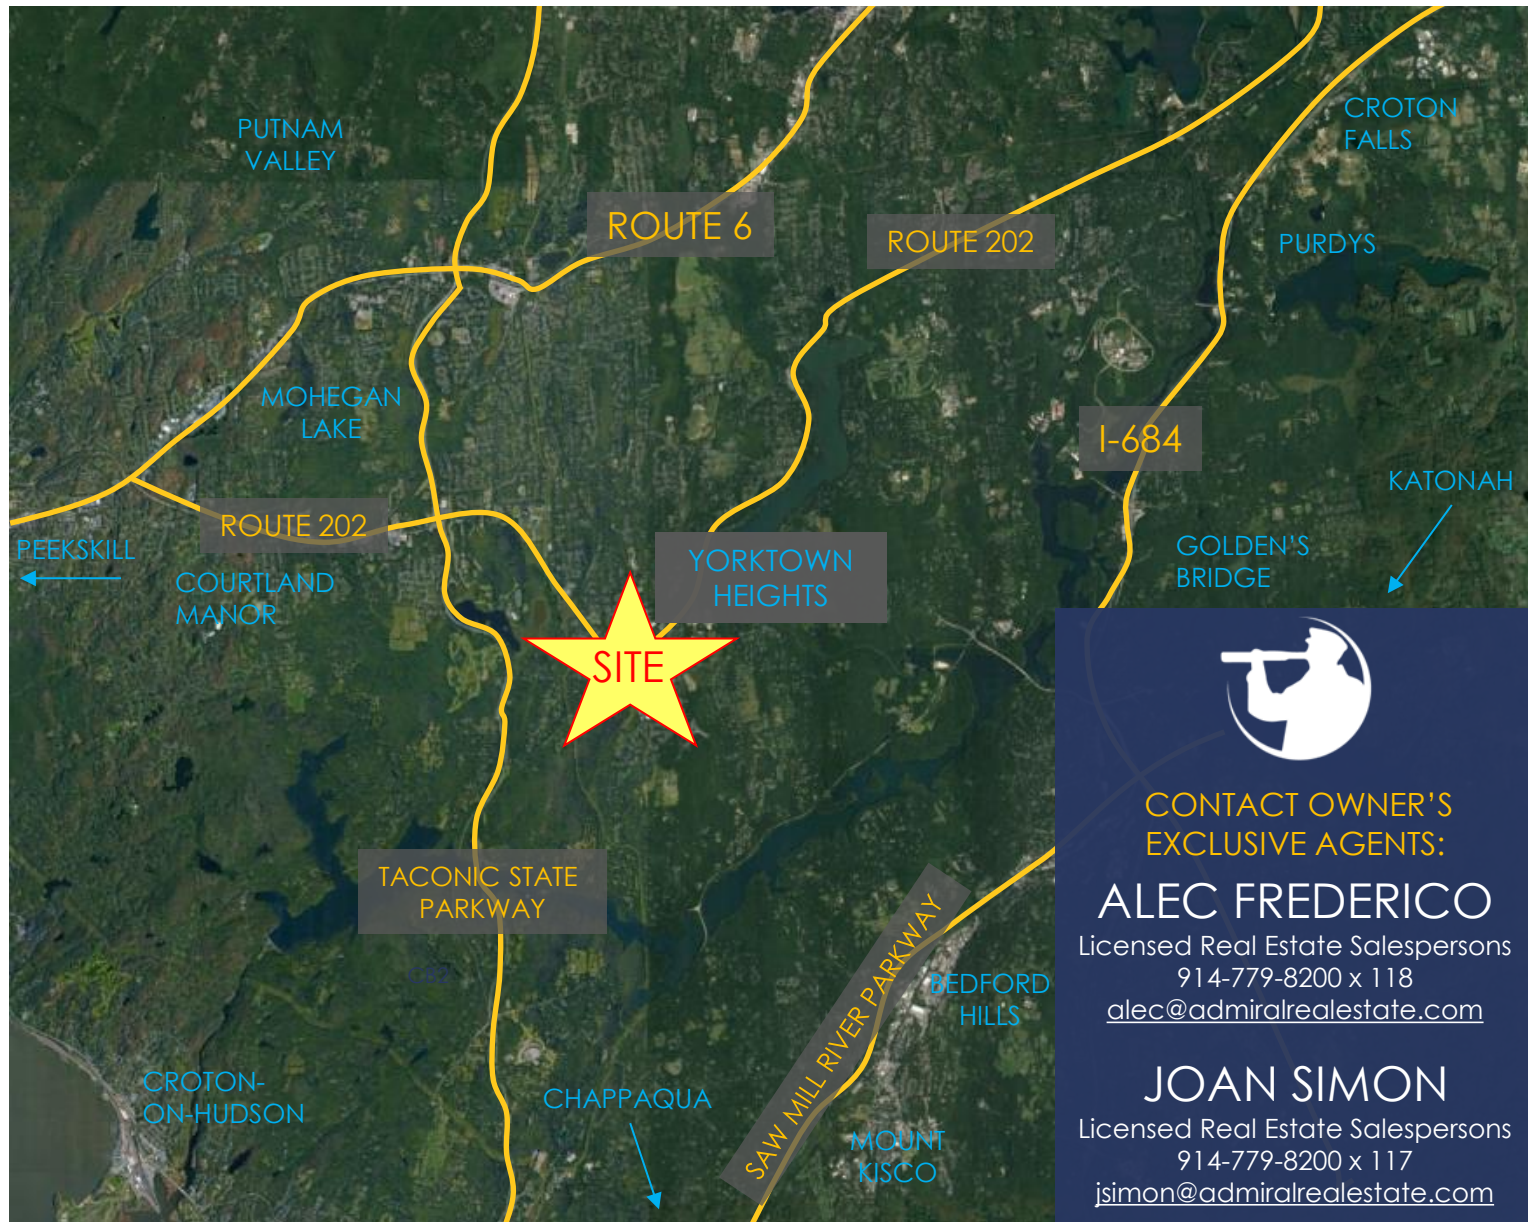 PUTNAM
VALLEY
CROTON
FALLS
ROUTE 6
ROUTE 202
PURDYS
MOHEGAN
LAKE
I-684
KATONAH
ROUTE 202
PEEKSKILL
COURTLAND
MANOR
YORKTOWN
HEIGHTS
GOLDEN'S
BRIDGE
SITE
TACONIC STATE
PARKWAY
SAW MILL RIVER PARKWAY
BEDFORD
HILLS
CROTON-
ON-HUDSON
CHAPPAQUA
MOUNT
KISCO
CONTACT OWNER'S
EXCLUSIVE AGENTS:
ALEC FREDERICO
Licensed Real Estate Salespersons
914-779-8200 x 118
alec@admiralrealestate.com
JOAN SIMON
Licensed Real Estate Salespersons
914-779-8200 x 117
jsimon@admiralrealestate.com